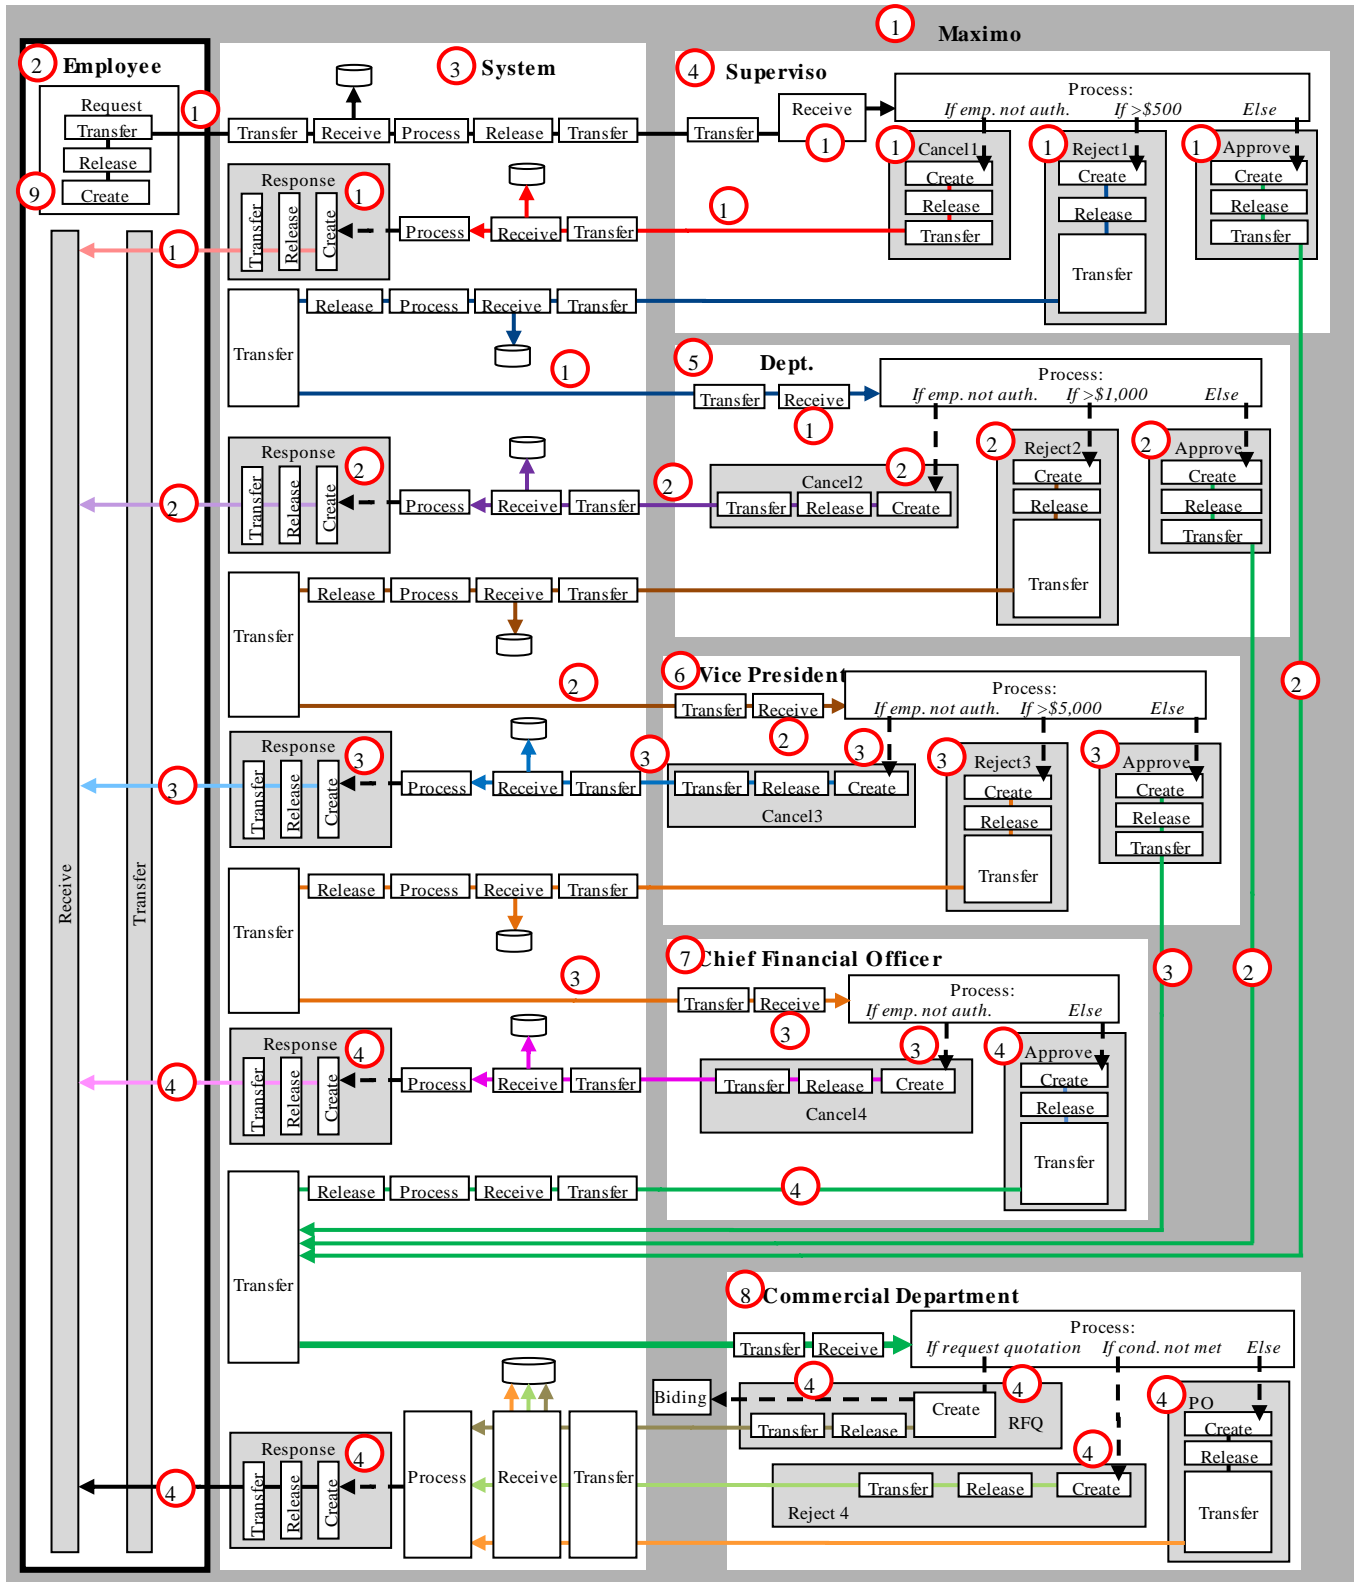 1 Maximo
2 Employee
3 System
4 Superviso
Request
Transfer
Release
9 Create
1
Transfer Receive Process Release Transfer
Transfer Receive
1
Process:
If emp. not auth. If >$500 Else
1 Cancel1
Create
Release
Transfer
1 Reject1
Create
Release
Transfer
1 Approve
Create
Release
Transfer
Response 1
Transfer Release Create
Process Receive Transfer
1
1
Transfer
Release Process Receive Transfer
1
5 Dept.
Transfer Receive
1
Process:
If emp. not auth. If >$1,000 Else
2 Reject2
Create
Release
Transfer
2 Approve
Create
Release
Transfer
Cancel2 2
Transfer Release Create
2
Response 2
Transfer Release Create
Process Receive Transfer
2
Transfer
Release Process Receive Transfer
2
6 Vice President
Transfer Receive
2
Process:
If emp. not auth. If >$5,000 Else
2
3 Reject3
Create
Release
Transfer
3 Approve
Create
Release
Transfer
3
Transfer Release Create
Cancel3
3
Response 3
Transfer Release Create
Process Receive Transfer
3
Receive
Transfer
Transfer
Release Process Receive Transfer
3
7 Chief Financial Officer
Transfer Receive
3
Process:
If emp. not auth. Else
3
2
3
Transfer Release Create
Cancel4
4 Approve
Create
Release
Transfer
Response 4
Transfer Release Create
Process Receive Transfer
4
Transfer
Release Process Receive Transfer
4
8 Commercial Department
Transfer Receive
Process:
If request quotation If cond. not met Else
Biding
4
4
Create
Transfer Release
RFQ
4
Transfer Release Create
Reject 4
4 PO
Create
Release
Transfer
Response 4
Transfer Release Create
Process Receive Transfer
4